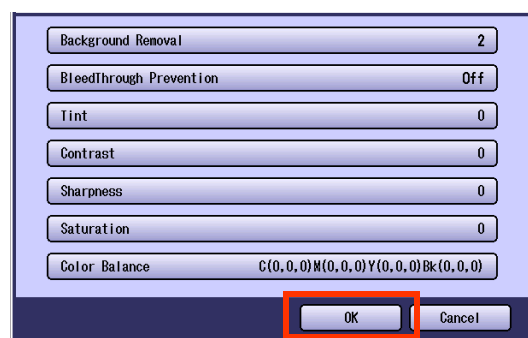 Background Removal 2
BleedThrough Prevention Off
Tint 0
Contrast 0
Sharpness 0
Saturation 0
Color Balance C(0,0,0)M(0,0,0)Y(0,0,0)Bk(0,0,0)
OK Cancel